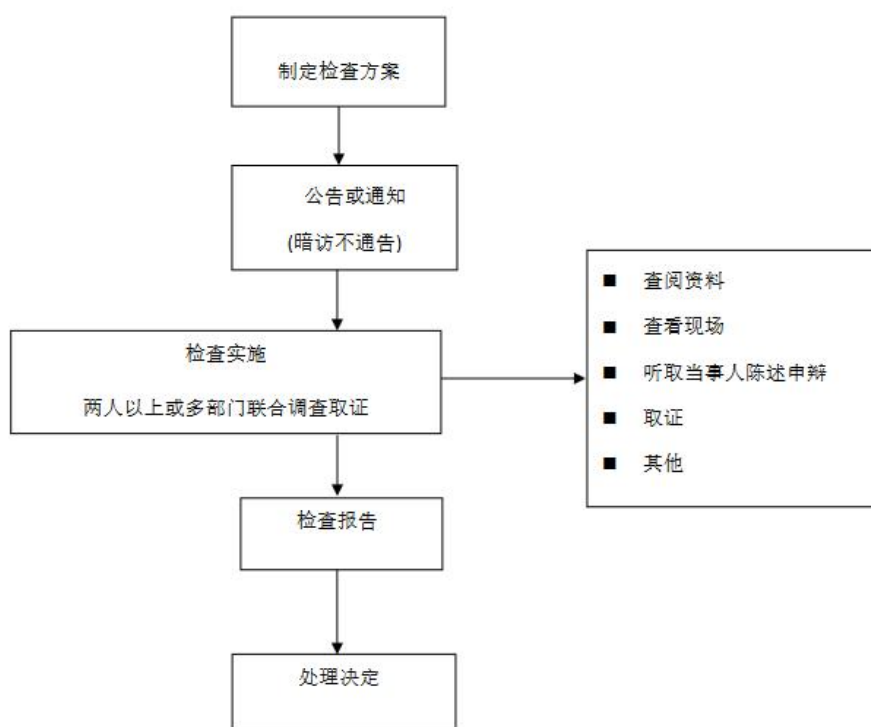 制定检查方案
公告或通知
(暗访不通告)
检查实施
两人以上或多部门联合调查取证
■ 查阅资料
■ 查看现场
■ 听取当事人陈述申辩
■ 取证
■ 其他
检查报告
处理决定